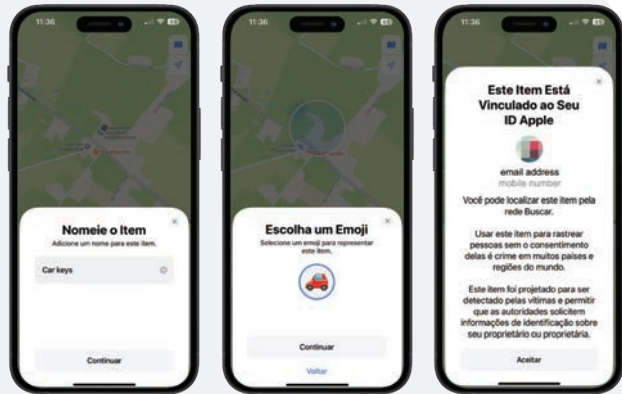 11:36
Nomeie o Item
Adicione um nome para este item.
Car keys
Continuar
11:36
Escolha um Emoji
Selecione um emoji para representar
este item.
Continuar
Voltar
11:36
Este Item Está
Vinculado ao Seu
ID Apple
email address
mobile number
Você pode localizar este item pela
rede Buscar.
Usar este item para rastrear
pessoas sem o consentimento
delas é crime em muitos países e
regiões do mundo.
Este item foi projetado para ser
detectado pelas vítimas e permitir
que as autoridades solicitem
informações de identificação sobre
seu proprietário ou proprietária.
Aceitar